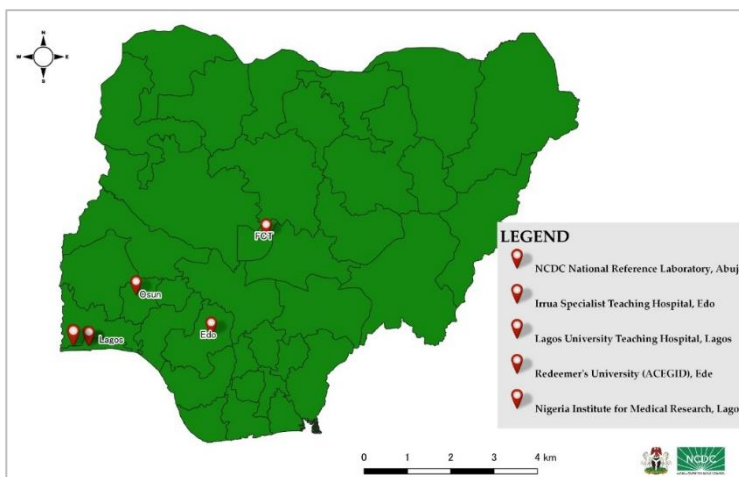 N
W E
S
FCT
Osun
Edo
Lagos
LEGEND
NCDC National Reference Laboratory, Abuj
Irrua Specialist Teaching Hospital, Edo
Lagos University Teaching Hospital, Lagos
Redeemer's University (ACEGID), Ede
Nigeria Institute for Medical Research, Lago
0 1 2 3 4 km
NCDC